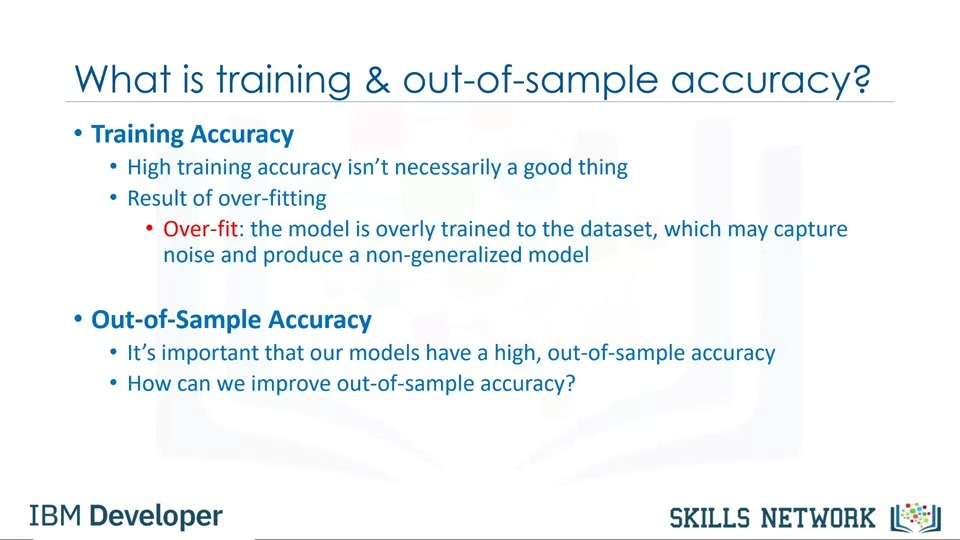 What is training & out-of-sample accuracy?
• Training Accuracy
• High training accuracy isn’t necessarily a good thing
• Result of over-fitting
• Over-fit: the model is overly trained to the dataset, which may capture
noise and produce a non-generalized model
• Out-of-Sample Accuracy
• It’s important that our models have a high, out-of-sample accuracy
• How can we improve out-of-sample accuracy?
IBM Developer
SKILLS NETWORK